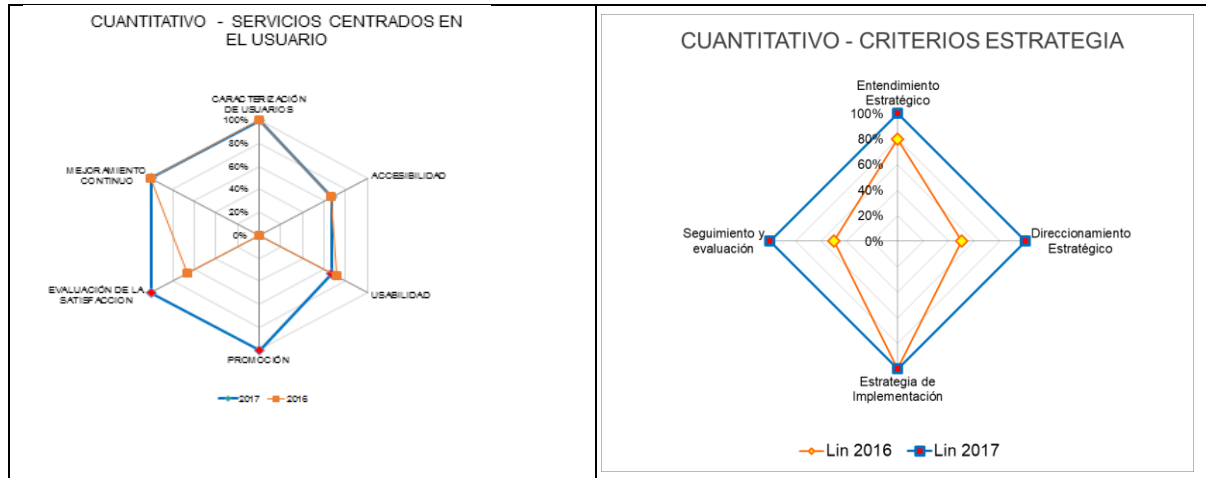 CUANTITATIVO - SERVICIOS CENTRADOS EN
EL USUARIO
CARACTERIZACIÓN
DE USUARIOS
100%
80%
60%
40%
20%
0%
ACCESIBILIDAD
USABILIDAD
PROMOCIÓN
EVALUACIÓN DE LA
SATISFACCION
MEJORAMIENTO
CONTINUO
2017
2016
CUANTITATIVO - CRITERIOS ESTRATEGIA
Entendimiento
Estratégico
100%
80%
60%
40%
20%
0%
Direccionamiento
Estratégico
Estrategia de
Implementación
Seguimiento y
evaluación
Lin 2016
Lin 2017